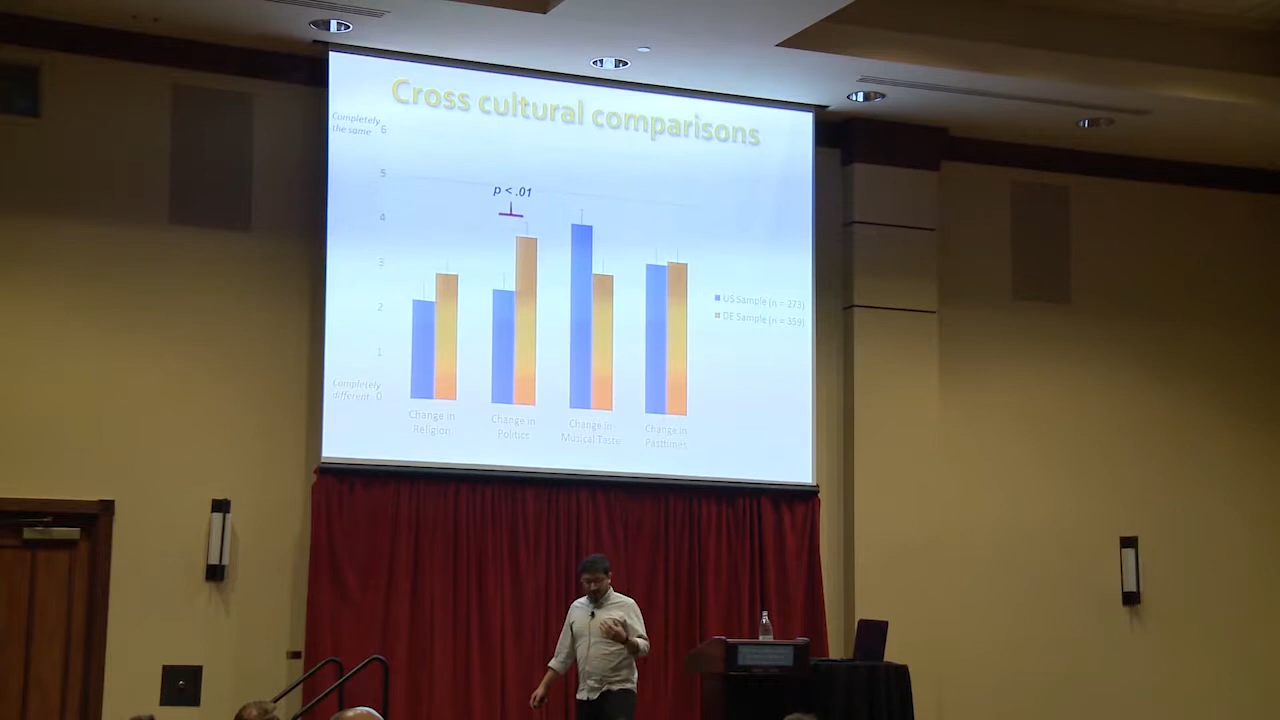 Cross cultural comparisons
Completely
the same
6
5
4
3
2
1
Completely
different
0
p < .01
US Sample (n = 273)
DE Sample (n = 359)
Change in
Religion
Change in
Politics
Change in
Musical Taste
Change in
Pasttimes